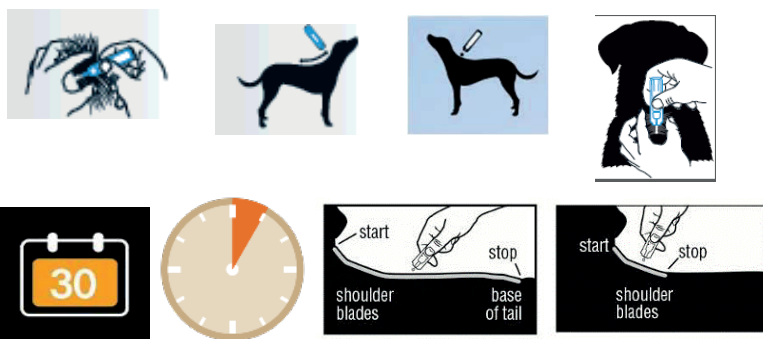 30
start
stop
shoulder
blades
base
of tail
start
stop
shoulder
blades